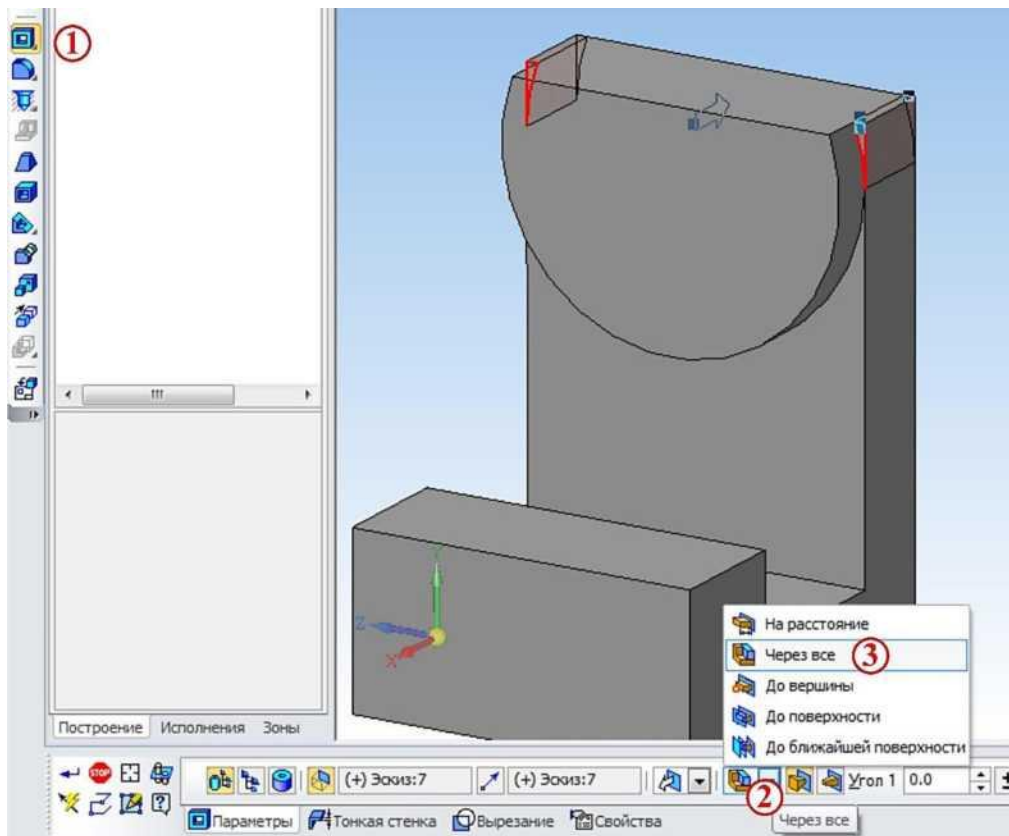 1
На расстояние
Через все 3
До вершины
До поверхности
До ближайшей поверхности
Построение Исполнения Зоны
STOP (+) Эскиз:7 (+) Эскиз:7 Угол 1 0.0
2
Параметры Тонкая стенка Вырезание Свойства Через все